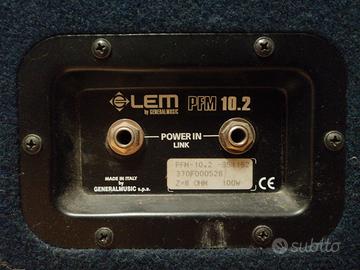 LEM PFM 10.2
by GENERALMUSIC
POWER IN
LINK
PFM-10.2
370F000528
Z=8 OHM 100W
MADE IN ITALY
by
GENERALMUSIC s.p.a.
CE
subito